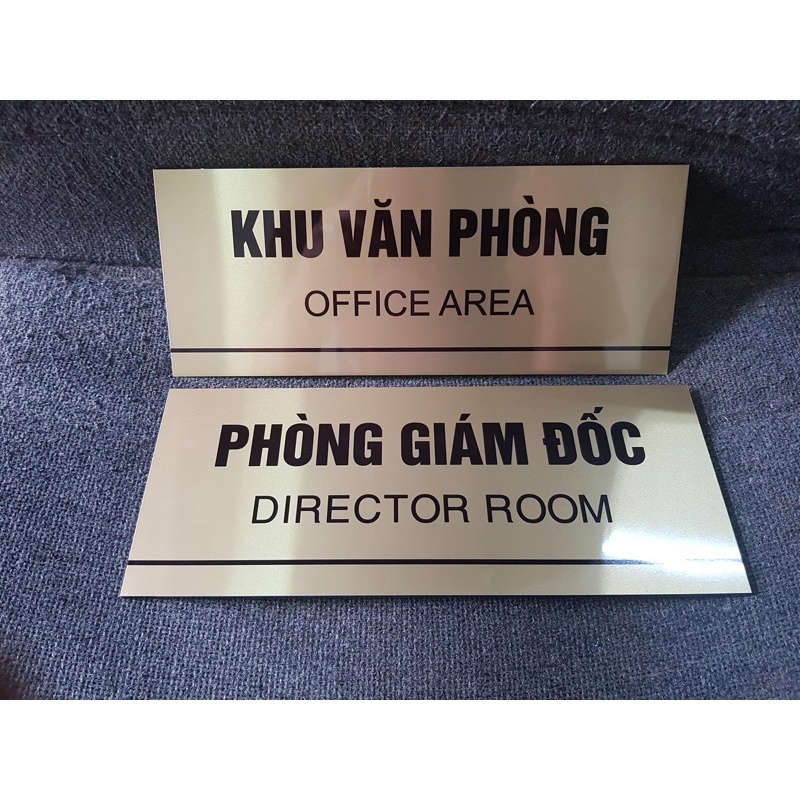 KHU VĂN PHÒNG
OFFICE AREA
PHÒNG GIÁM ĐỐC
DIRECTOR ROOM